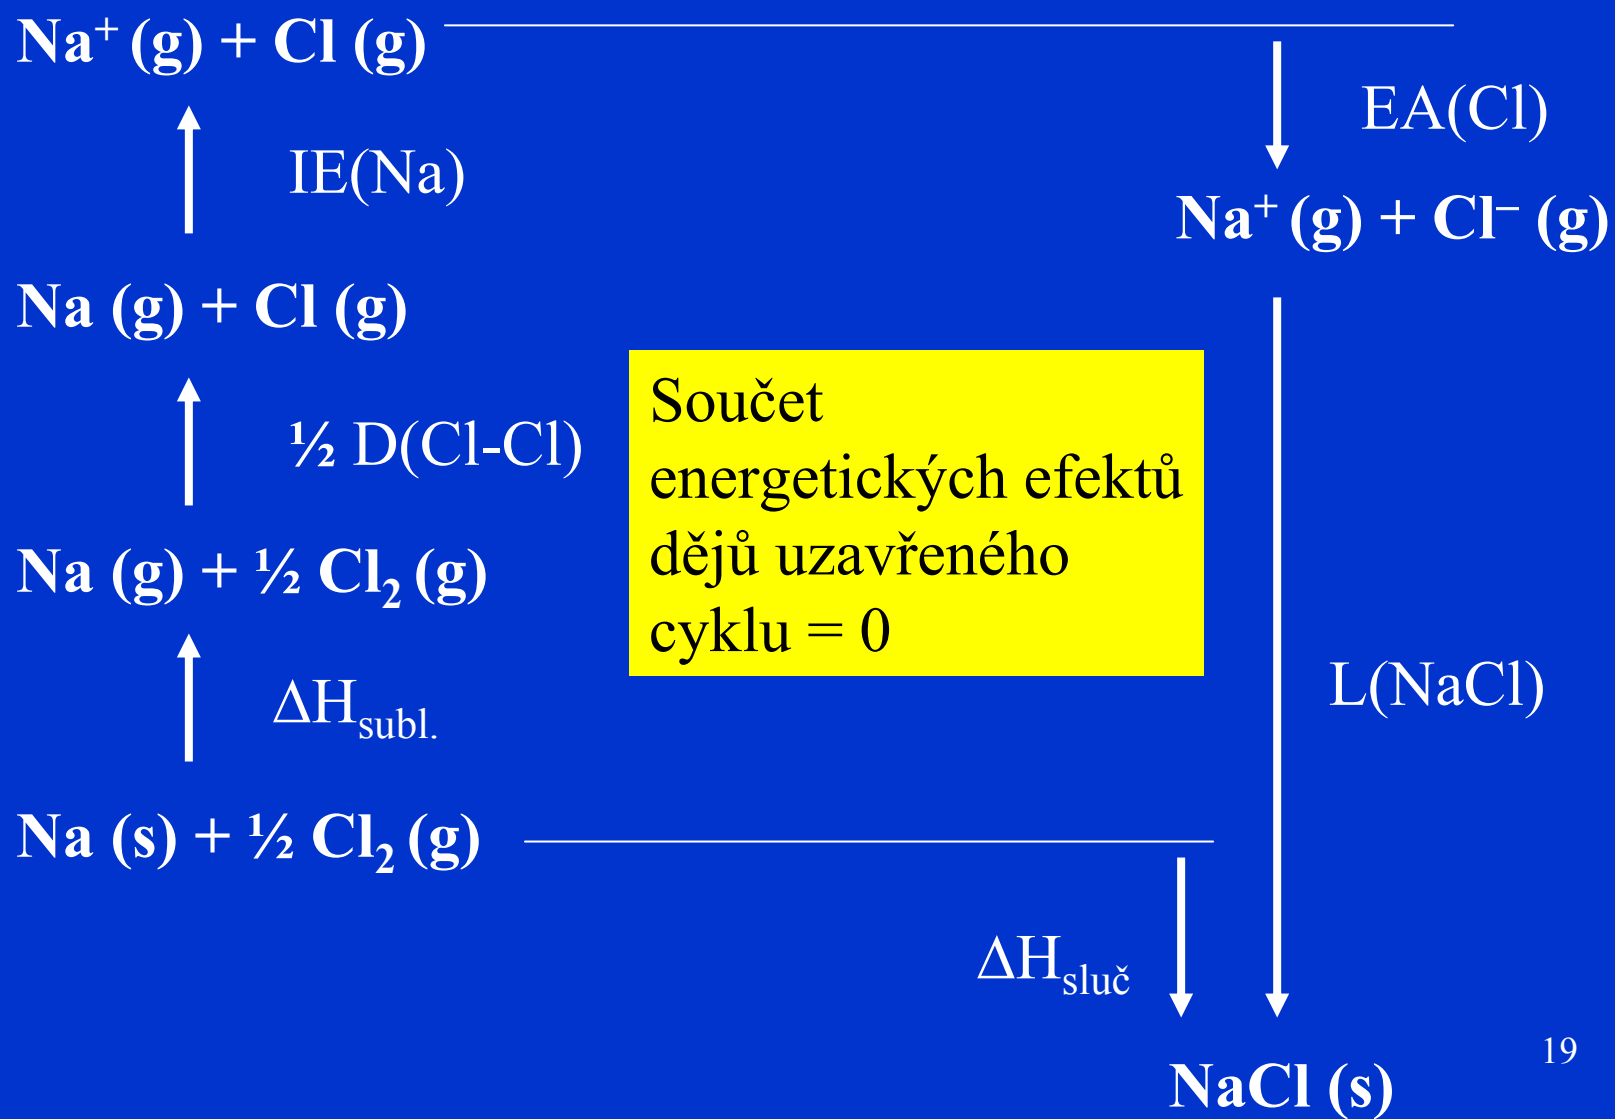 Na⁺ (g) + Cl (g)
EA(Cl)
IE(Na)
Na⁺ (g) + Cl⁻ (g)
Na (g) + Cl (g)
½ D(Cl-Cl)
Součet
energetických efektů
dějů uzavřeného
cyklu = 0
Na (g) + ½ Cl₂ (g)
L(NaCl)
ΔHsubl.
Na (s) + ½ Cl₂ (g)
ΔHsluč
NaCl (s)
19